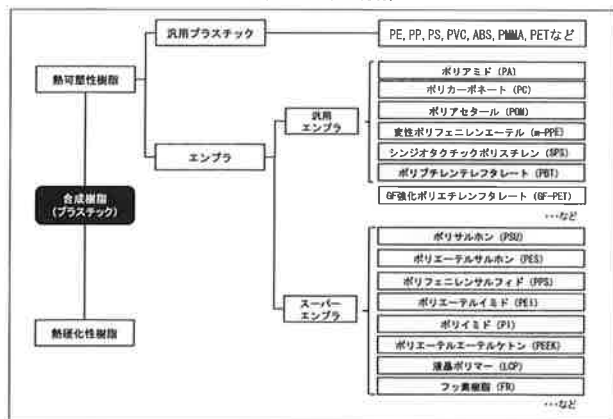 汎用プラスチック
PE, PP, PS, PVC, ABS, PMMA, PETなど
熱可塑性樹脂
エンプラ
汎用
エンプラ
ポリアミド (PA)
ポリカーボネート (PC)
ポリアセタール (POM)
変性ポリフェニレンエーテル (m-PPE)
シンジオタクチックポリスチレン (SPS)
ポリブチレンテレフタレート (PBT)
GF強化ポリエチレンフタレート (GF-PET)
…など
合成樹脂
(プラスチック)
スーパー
エンプラ
ポリサルホン (PSU)
ポリエーテルサルホン (PES)
ポリフェニレンサルフィド (PPS)
ポリエーテルイミド (PEI)
ポリイミド (PI)
ポリエーテルエーテルケトン (PEEK)
液晶ポリマー (LCP)
フッ素樹脂 (FR)
…など
熱硬化性樹脂